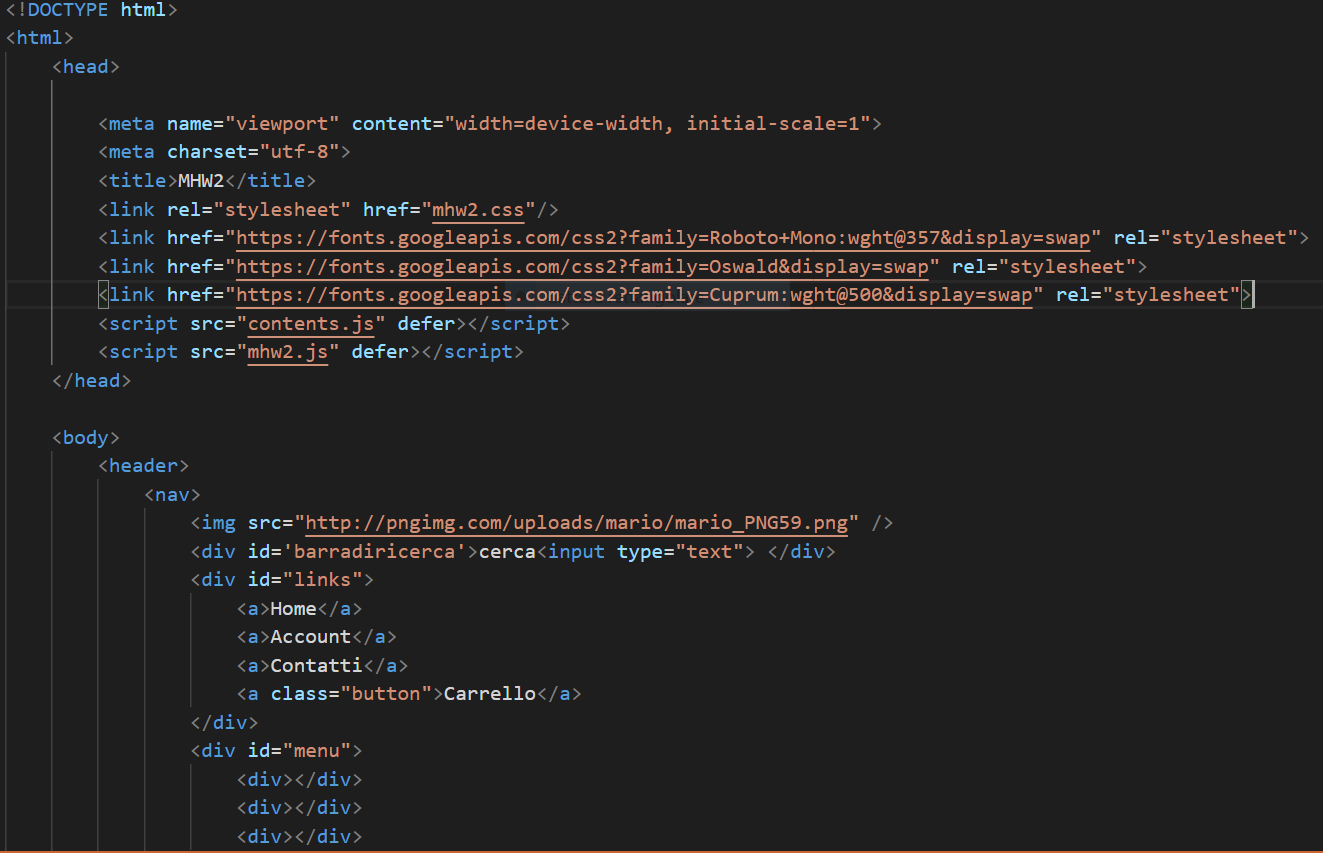 <!DOCTYPE html>
<html>
<head>
<meta name="viewport" content="width=device-width, initial-scale=1">
<meta charset="utf-8">
<title>MHW2</title>
<link rel="stylesheet" href="mhw2.css"/>
<link href="https://fonts.googleapis.com/css2?family=Roboto+Mono:wght@357&display=swap" rel="stylesheet">
<link href="https://fonts.googleapis.com/css2?family=Oswald&display=swap" rel="stylesheet">
<link href="https://fonts.googleapis.com/css2?family=Cuprum:wght@500&display=swap" rel="stylesheet">
<script src="contents.js" defer></script>
<script src="mhw2.js" defer></script>
</head>
<body>
<header>
<nav>
<img src="http://pngimg.com/uploads/mario/mario_PNG59.png" />
<div id='barradiricerca'>cerca<input type="text"> </div>
<div id="links">
<a>Home</a>
<a>Account</a>
<a>Contatti</a>
<a class="button">Carrello</a>
</div>
<div id="menu">
<div></div>
<div></div>
<div></div>